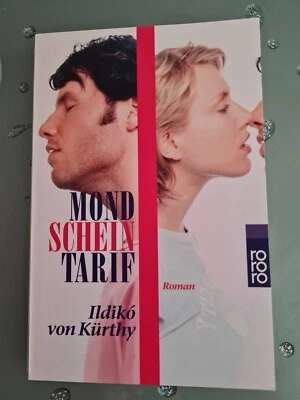 MOND
SCHEIN
TARIF
Ildikó
von Kürthy
Roman
ro
ro
ro